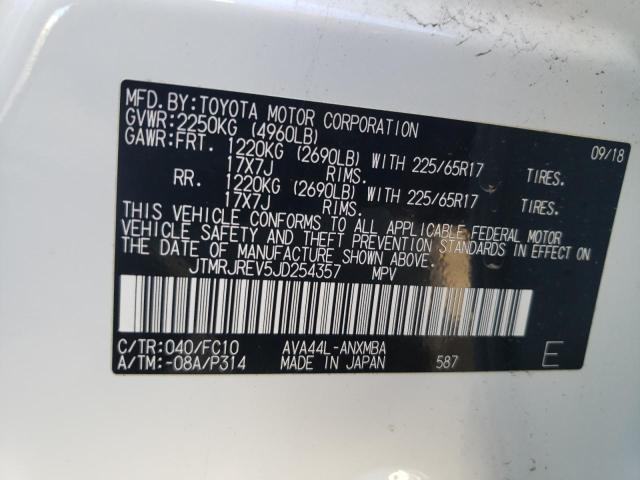 MFD.BY:TOYOTA MOTOR CORPORATION 09/18
GVWR:2250KG (4960LB)
GAWR:FRT. 1220KG (2690LB) WITH 225/65R17 TIRES.
17X7J RIMS.
RR. 1220KG (2690LB) WITH 225/65R17 TIRES.
17X7J RIMS.
THIS VEHICLE CONFORMS TO ALL APPLICABLE FEDERAL MOTOR
VEHICLE SAFETY AND THEFT PREVENTION STANDARDS IN EFFECT ON
THE DATE OF MANUFACTURE SHOWN ABOVE.
JTMRJREV5JD254357 MPV
C/TR:040/FC10 AVA44L-ANXMBA
A/TM:-08A/P314 MADE IN JAPAN 587 E